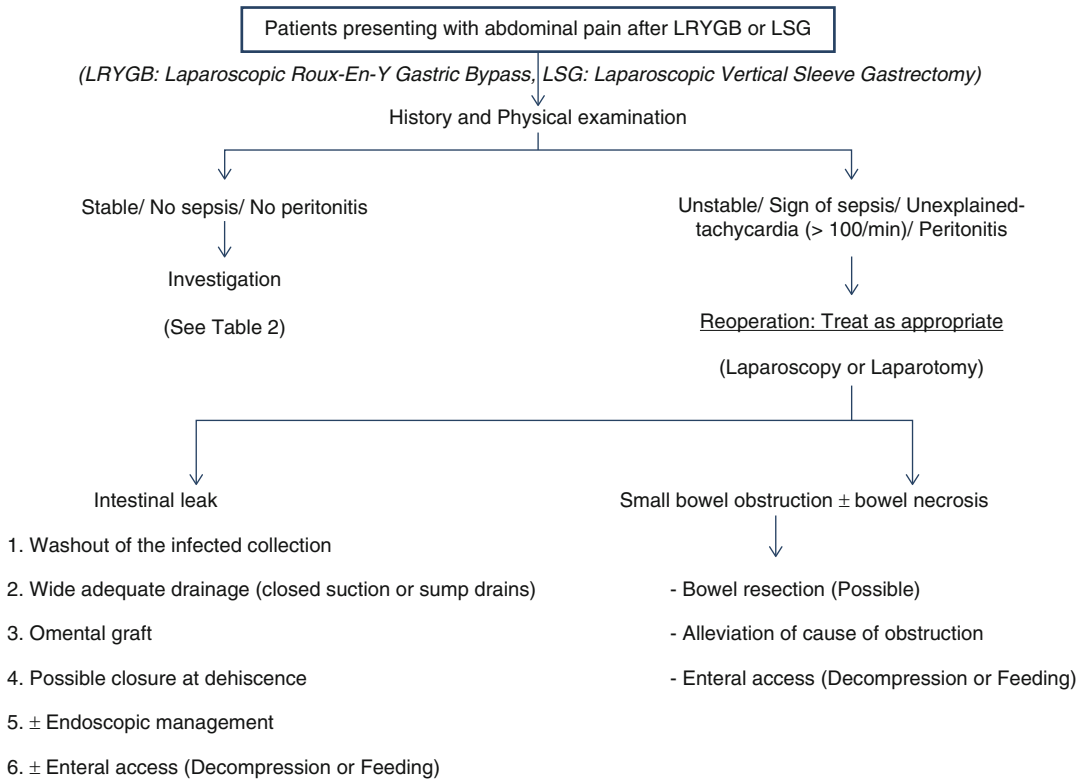 Patients presenting with abdominal pain after LRYGB or LSG
(LRYGB: Laparoscopic Roux-En-Y Gastric Bypass, LSG: Laparoscopic Vertical Sleeve Gastrectomy)
History and Physical examination
Stable/ No sepsis/ No peritonitis
Investigation
(See Table 2)
Unstable/ Sign of sepsis/ Unexplained-
tachycardia (> 100/min)/ Peritonitis
Reoperation: Treat as appropriate
(Laparoscopy or Laparotomy)
Intestinal leak
1. Washout of the infected collection
2. Wide adequate drainage (closed suction or sump drains)
3. Omental graft
4. Possible closure at dehiscence
5. ± Endoscopic management
6. ± Enteral access (Decompression or Feeding)
Small bowel obstruction ± bowel necrosis
- Bowel resection (Possible)
- Alleviation of cause of obstruction
- Enteral access (Decompression or Feeding)